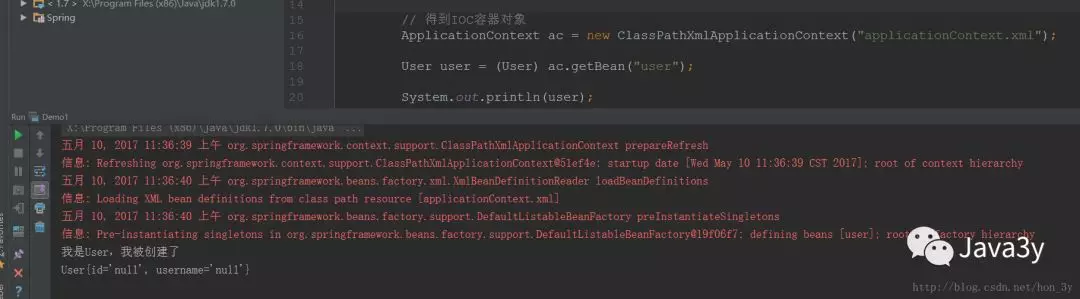 < 1.7 > X:\Program Files (x86)\Java\jdk1.7.0
Spring
14
15 // 得到IOC容器对象
16 ApplicationContext ac = new ClassPathXmlApplicationContext("applicationContext.xml");
17
18 User user = (User) ac.getBean("user");
19
20 System.out.println(user);
Run Demo1
X:\Program Files (x86)\Java\jdk1.7.0\bin\java ...
五月 10, 2017 11:36:39 上午 org.springframework.context.support.ClassPathXmlApplicationContext prepareRefresh
信息: Refreshing org.springframework.context.support.ClassPathXmlApplicationContext@51ef4e: startup date [Wed May 10 11:36:39 CST 2017]; root of context hierarchy
五月 10, 2017 11:36:40 上午 org.springframework.beans.factory.xml.XmlBeanDefinitionReader loadBeanDefinitions
信息: Loading XML bean definitions from class path resource [applicationContext.xml]
五月 10, 2017 11:36:40 上午 org.springframework.beans.factory.support.DefaultListableBeanFactory preInstantiateSingletons
信息: Pre-instantiating singletons in org.springframework.beans.factory.support.DefaultListableBeanFactory@19f06f7: defining beans [user]; root factory hierarchy
我是User，我被创建了
User{id='null', username='null'}
Java3y
http://blog.csdn.net/hon_3y